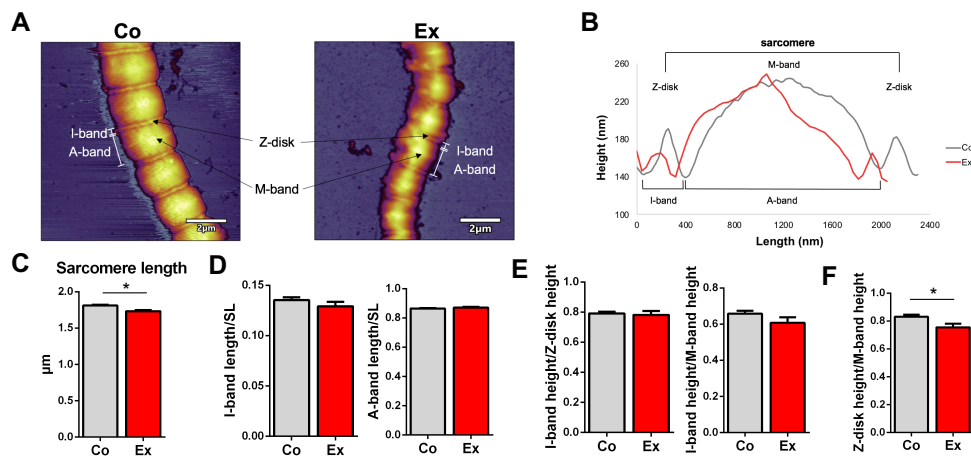 A
Co
Ex
I-band
A-band
Z-disk
M-band
I-band
A-band
2μm
2μm
B
sarcomere
M-band
Z-disk
Z-disk
Height (nm)
260
220
180
140
100
0
400
800
1200
1600
2000
2400
I-band
A-band
Length (nm)
Co
Ex
C
Sarcomere length
*
μm
2.0
1.5
1.0
0.5
0.0
Co
Ex
D
I-band length/SL
0.15
0.10
0.05
0.00
Co
Ex
A-band length/SL
1.0
0.8
0.6
0.4
0.2
0.0
Co
Ex
E
I-band height/Z-disk height
1.0
0.8
0.6
0.4
0.2
0.0
Co
Ex
I-band height/M-band height
0.8
0.6
0.4
0.2
0.0
Co
Ex
F
Z-disk height/M-band height
*
1.0
0.8
0.6
0.4
0.2
0.0
Co
Ex